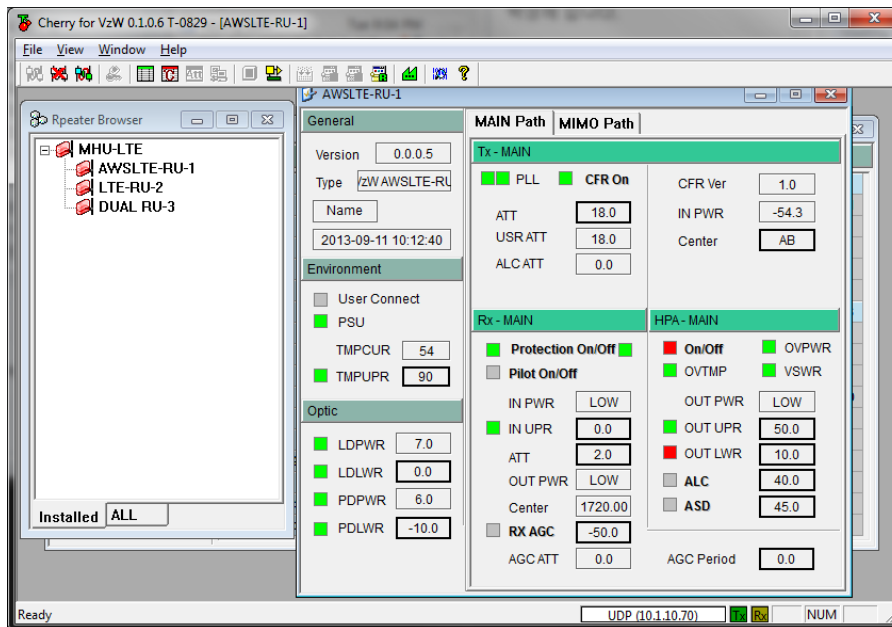 Cherry for VzW 0.1.0.6 T-0829 - [AWSLTE-RU-1]
File View Window Help
Rpeater Browser
MHU-LTE
AWSLTE-RU-1
LTE-RU-2
DUAL RU-3
Installed ALL
AWSLTE-RU-1
General
Version 0.0.0.5
Type /zW AWSLTE-RU
Name
2013-09-11 10:12:40
Environment
User Connect
PSU
TMPCUR 54
TMPUPR 90
Optic
LDPWR 7.0
LDLWR 0.0
PDPWR 6.0
PDLWR -10.0
MAIN Path MIMO Path
Tx - MAIN
PLL CFR On
ATT 18.0
USR ATT 18.0
ALC ATT 0.0
CFR Ver 1.0
IN PWR -54.3
Center AB
Rx - MAIN
Protection On/Off
Pilot On/Off
IN PWR LOW
IN UPR 0.0
ATT 2.0
OUT PWR LOW
Center 1720.00
RX AGC -50.0
AGC ATT 0.0
HPA - MAIN
On/Off OVPWR
OVTMP VSWR
OUT PWR LOW
OUT UPR 50.0
OUT LWR 10.0
ALC 40.0
ASD 45.0
AGC Period 0.0
Ready UDP (10.1.10.70) Tx Rx NUM